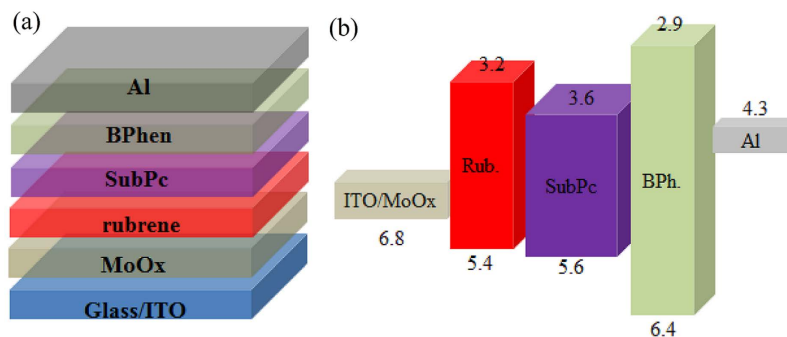 (a)
Al
BPhen
SubPc
rubrene
MoOx
Glass/ITO
(b)
2.9
3.2
3.6
4.3
Al
Rub.
SubPc
BPh.
ITO/MoOx
6.8
5.4
5.6
6.4